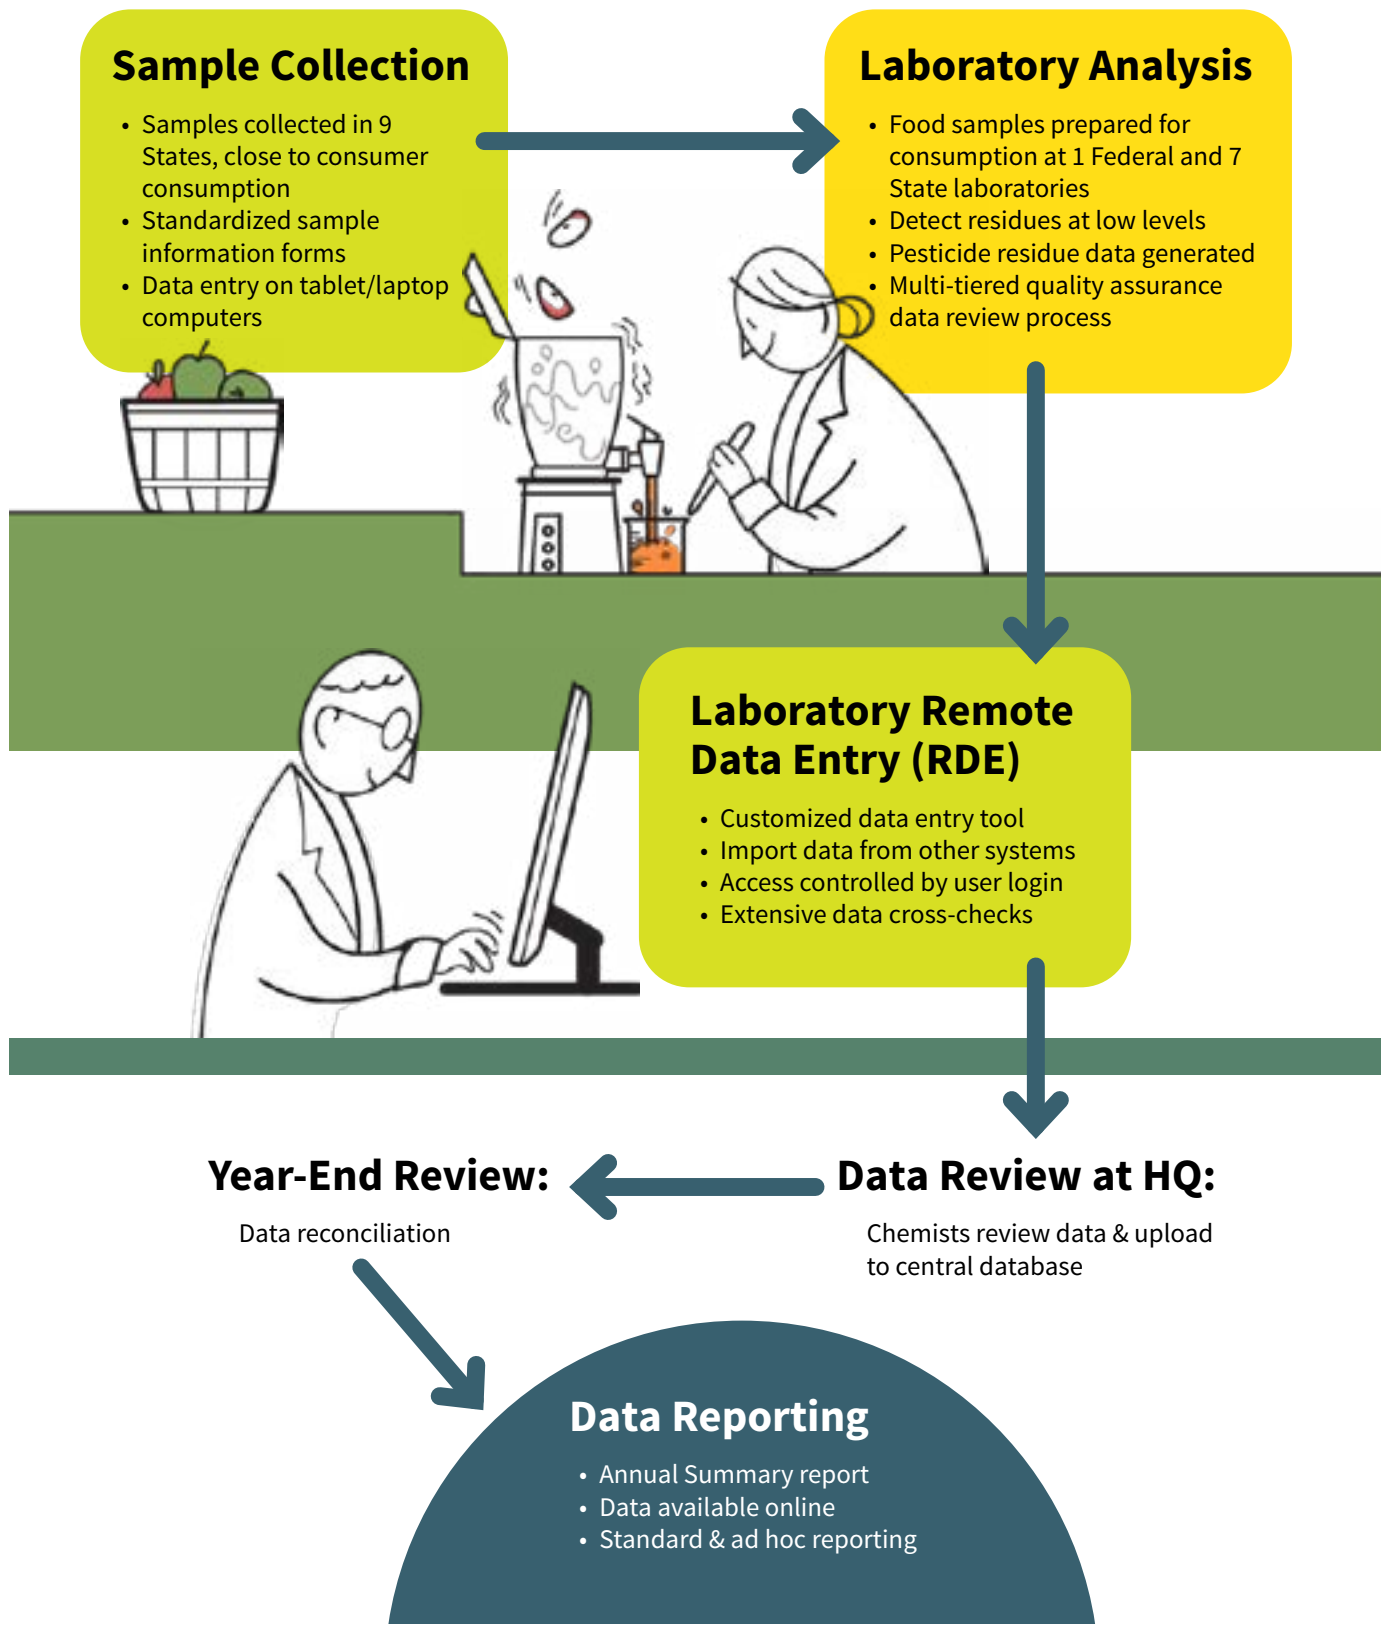 Sample Collection
• Samples collected in 9
States, close to consumer
consumption
• Standardized sample
information forms
• Data entry on tablet/laptop
computers
Laboratory Analysis
• Food samples prepared for
consumption at 1 Federal and 7
State laboratories
• Detect residues at low levels
• Pesticide residue data generated
• Multi-tiered quality assurance
data review process
Laboratory Remote
Data Entry (RDE)
• Customized data entry tool
• Import data from other systems
• Access controlled by user login
• Extensive data cross-checks
Data Review at HQ:
Chemists review data & upload
to central database
Year-End Review:
Data reconciliation
Data Reporting
• Annual Summary report
• Data available online
• Standard & ad hoc reporting